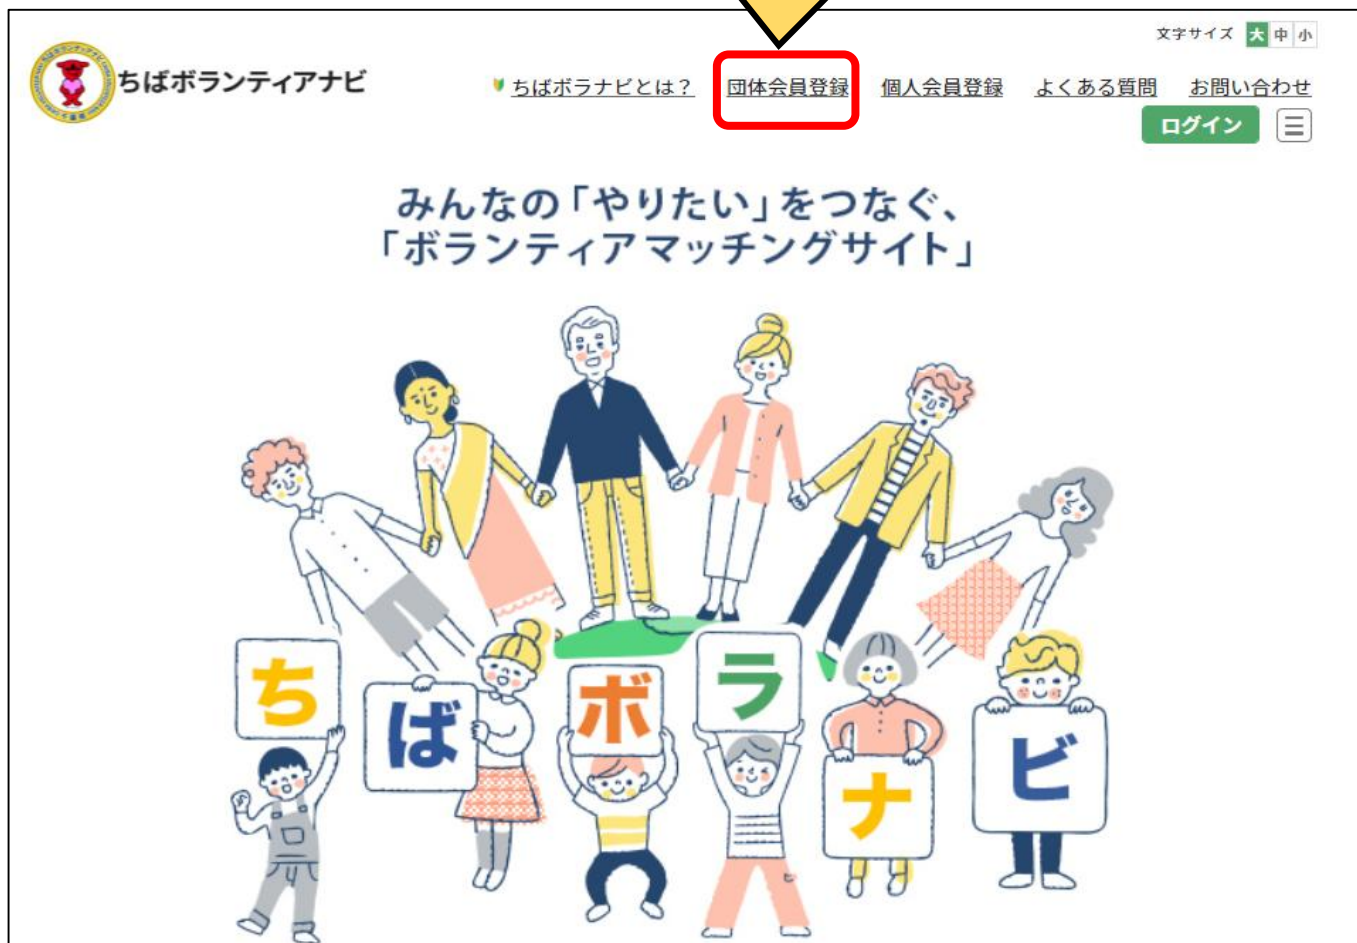 文字サイズ 大 中 小
ちばボランティアナビ
ちばボラナビとは？ 団体会員登録 個人会員登録 よくある質問 お問い合わせ
ログイン
みんなの「やりたい」をつなぐ、
「ボランティアマッチングサイト」
ちばボラナビ